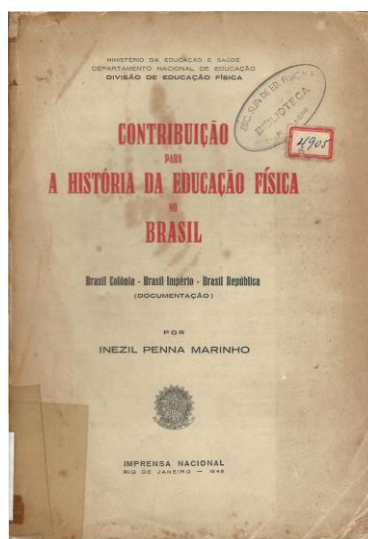 MINISTÉRIO DA EDUCAÇÃO E SAÚDE
DEPARTAMENTO NACIONAL DE EDUCAÇÃO
DIVISÃO DE EDUCAÇÃO FÍSICA
BIBLIOTECA
4905
CONTRIBUIÇÃO
PARA
A HISTÓRIA DA EDUCAÇÃO FÍSICA
NO
BRASIL
Brasil Colônia - Brasil Império - Brasil República
(DOCUMENTAÇÃO)
POR
INEZIL PENNA MARINHO
IMPRENSA NACIONAL
RIO DE JANEIRO — 1943